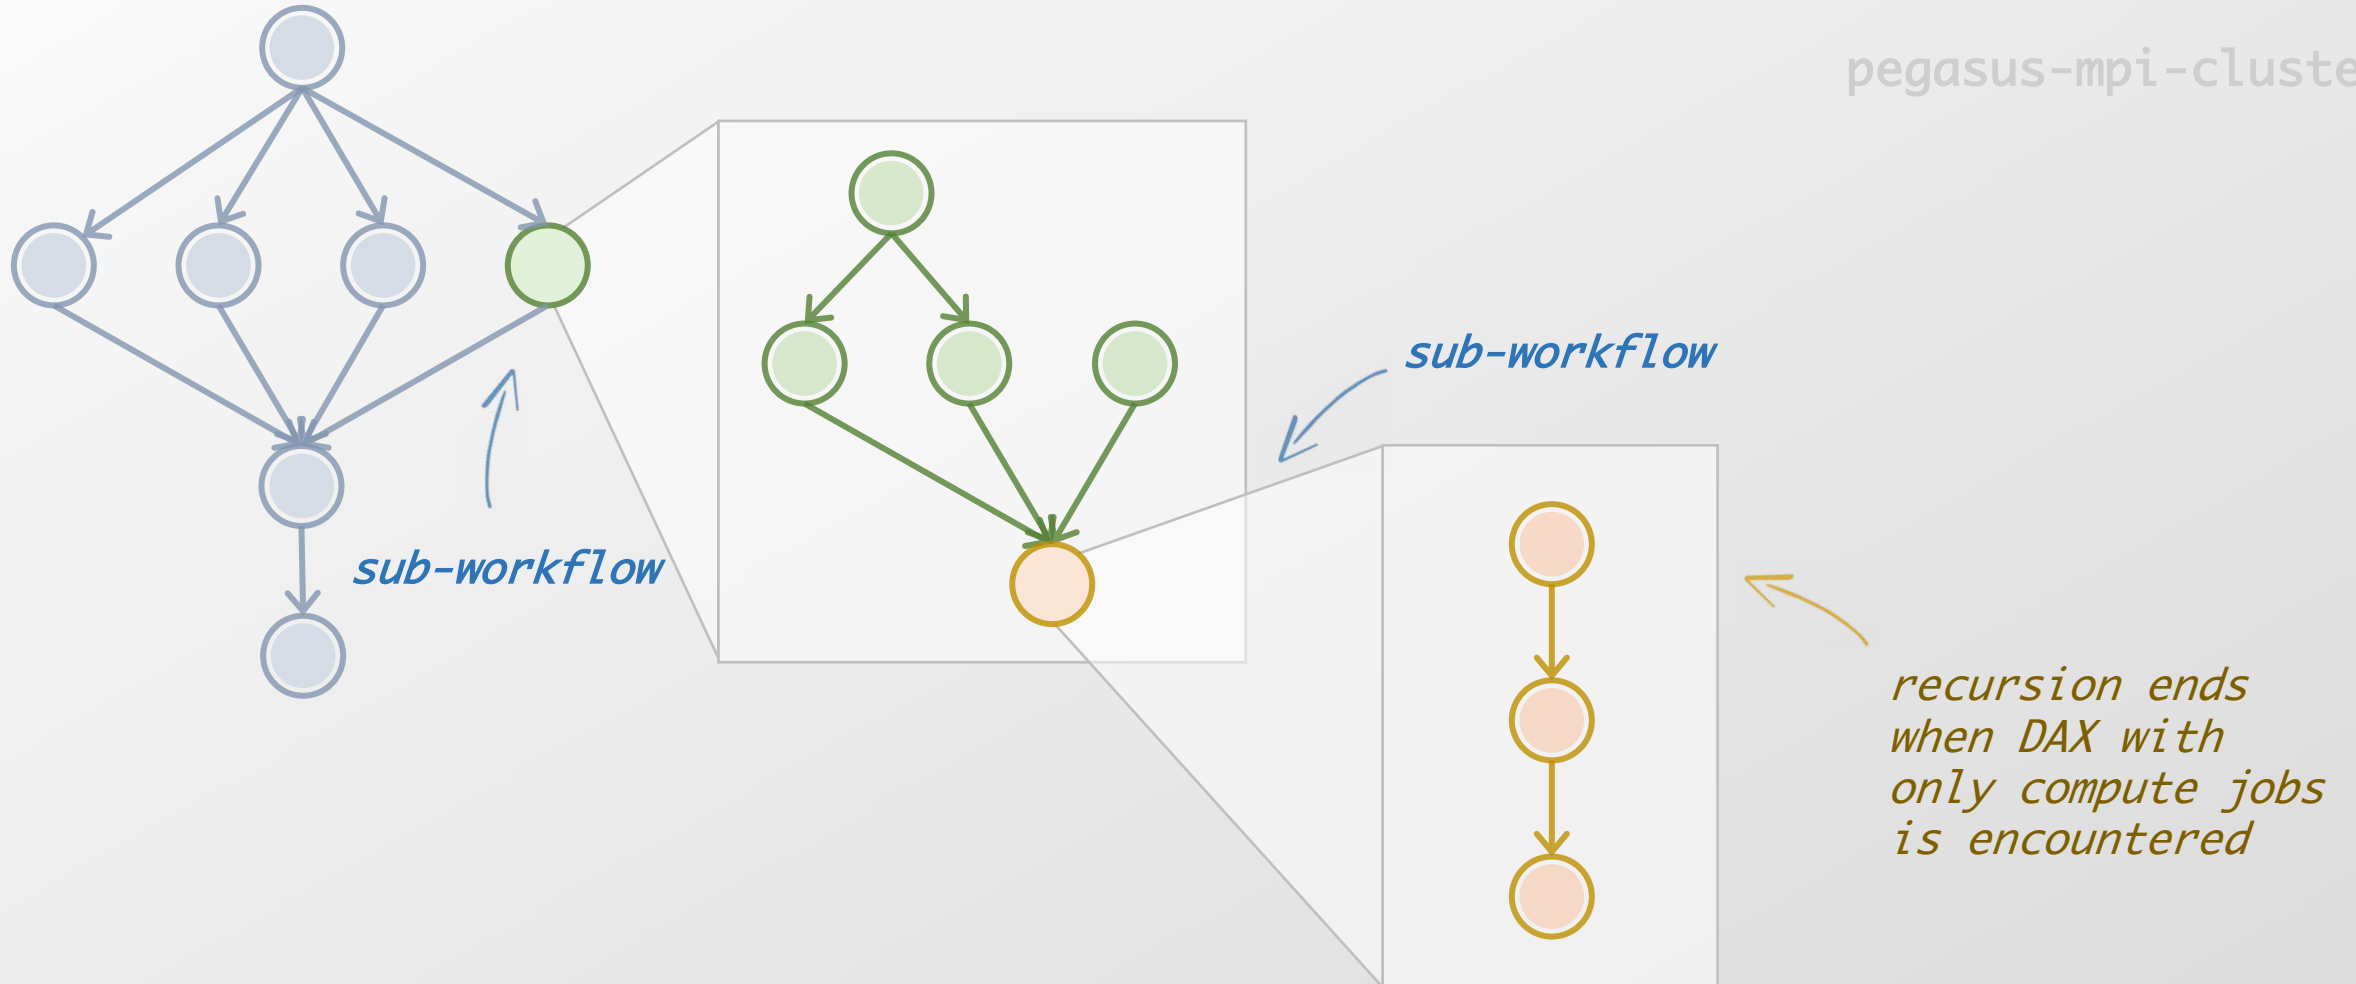 pegasus-mpi-cluste
sub-workflow
sub-workflow
recursion ends
when DAX with
only compute jobs
is encountered